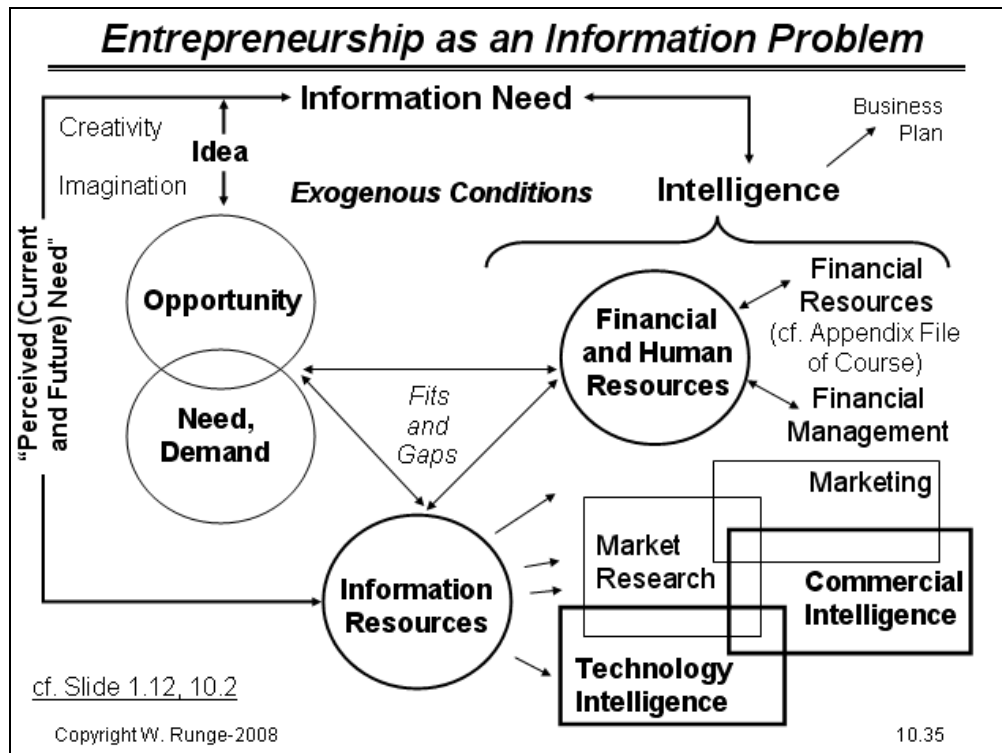 Entrepreneurship as an Information Problem
Information Need
Creativity
Idea
Imagination
Business
Plan
Exogenous Conditions
Intelligence
"Perceived (Current
and Future) Need"
Opportunity
Need,
Demand
Fits
and
Gaps
Financial
and Human
Resources
Financial
Resources
(cf. Appendix File
of Course)
Financial
Management
Information
Resources
Marketing
Market
Research
Commercial
Intelligence
Technology
Intelligence
cf. Slide 1.12, 10.2
Copyright W. Runge-2008
10.35